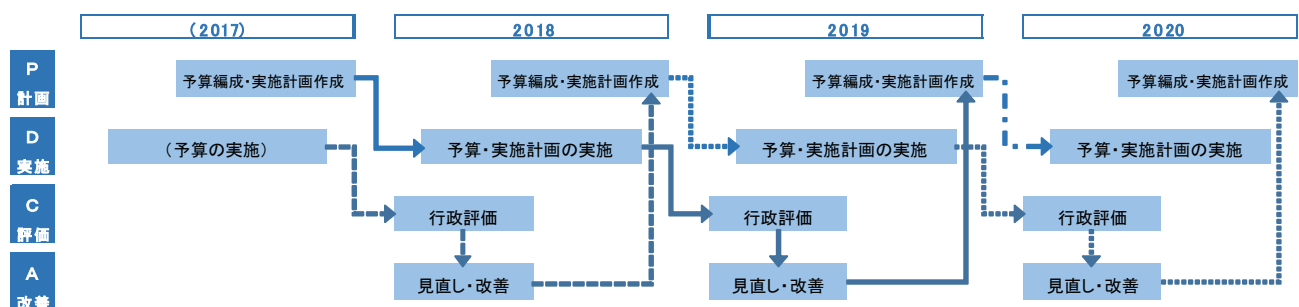 (2017) 2018 2019 2020
P
計画
予算編成・実施計画作成 予算編成・実施計画作成 予算編成・実施計画作成 予算編成・実施計画作成
D
実施
（予算の実施） 予算・実施計画の実施 予算・実施計画の実施 予算・実施計画の実施
C
評価
行政評価 行政評価 行政評価
A
改善
見直し・改善 見直し・改善 見直し・改善